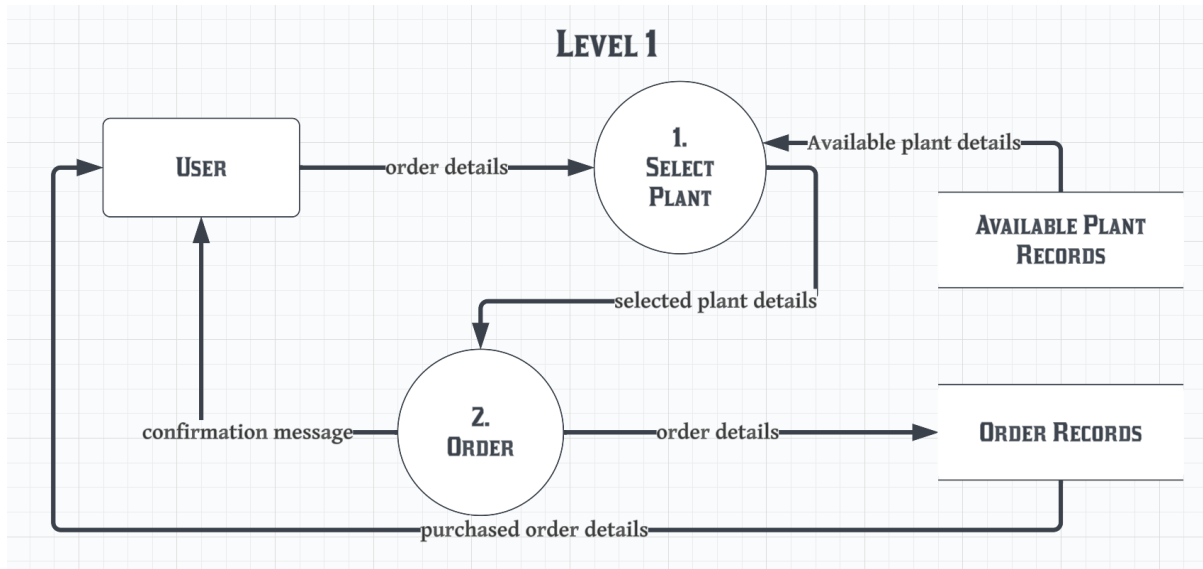 LEVEL 1
USER
order details
1.
SELECT
PLANT
Available plant details
AVAILABLE PLANT
RECORDS
selected plant details
confirmation message
2.
ORDER
order details
ORDER RECORDS
purchased order details